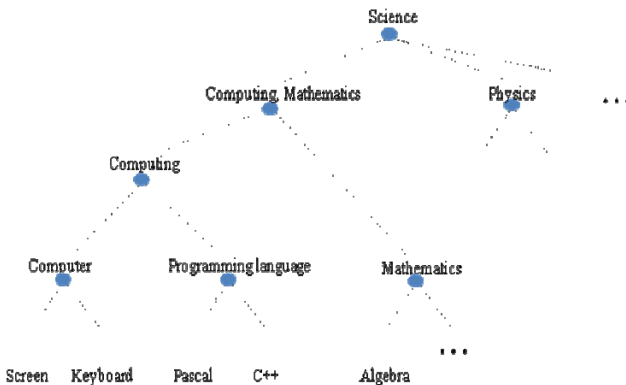 Science
Computing, Mathematics
Physics
...
Computing
Computer
Programming language
Mathematics
...
Screen
Keyboard
Pascal
C++
Algebra